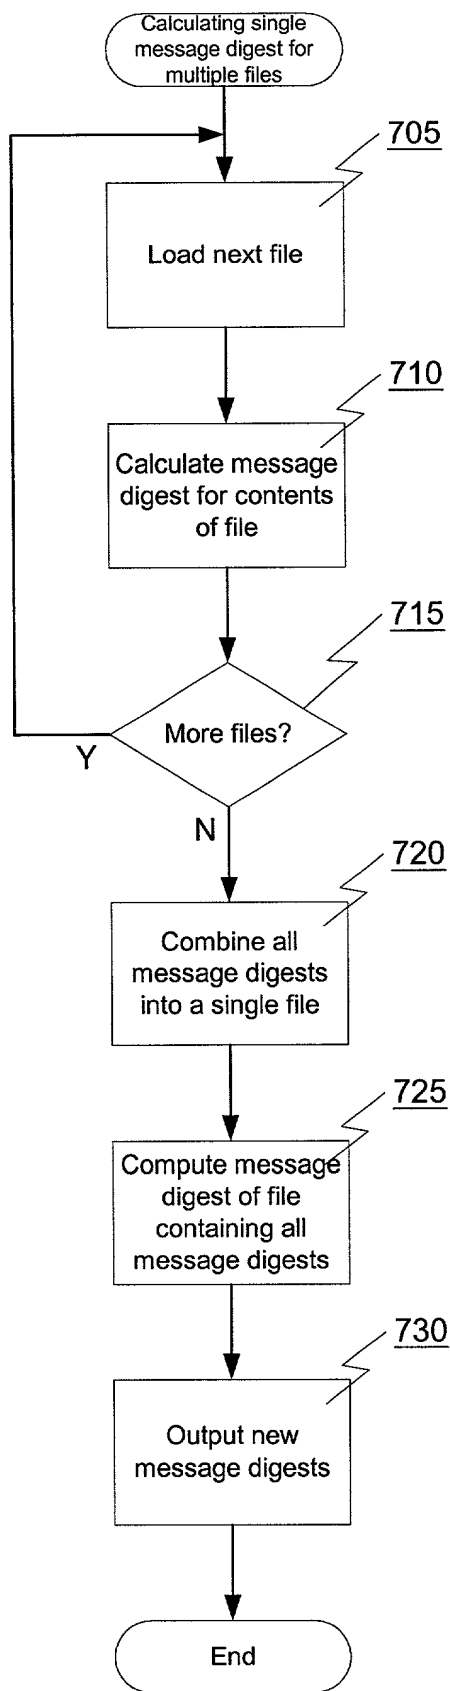 Calculating single
message digest for
multiple files
705
Load next file
710
Calculate message
digest for contents
of file
715
More files?
Y
N
720
Combine all
message digests
into a single file
725
Compute message
digest of file
containing all
message digests
730
Output new
message digests
End